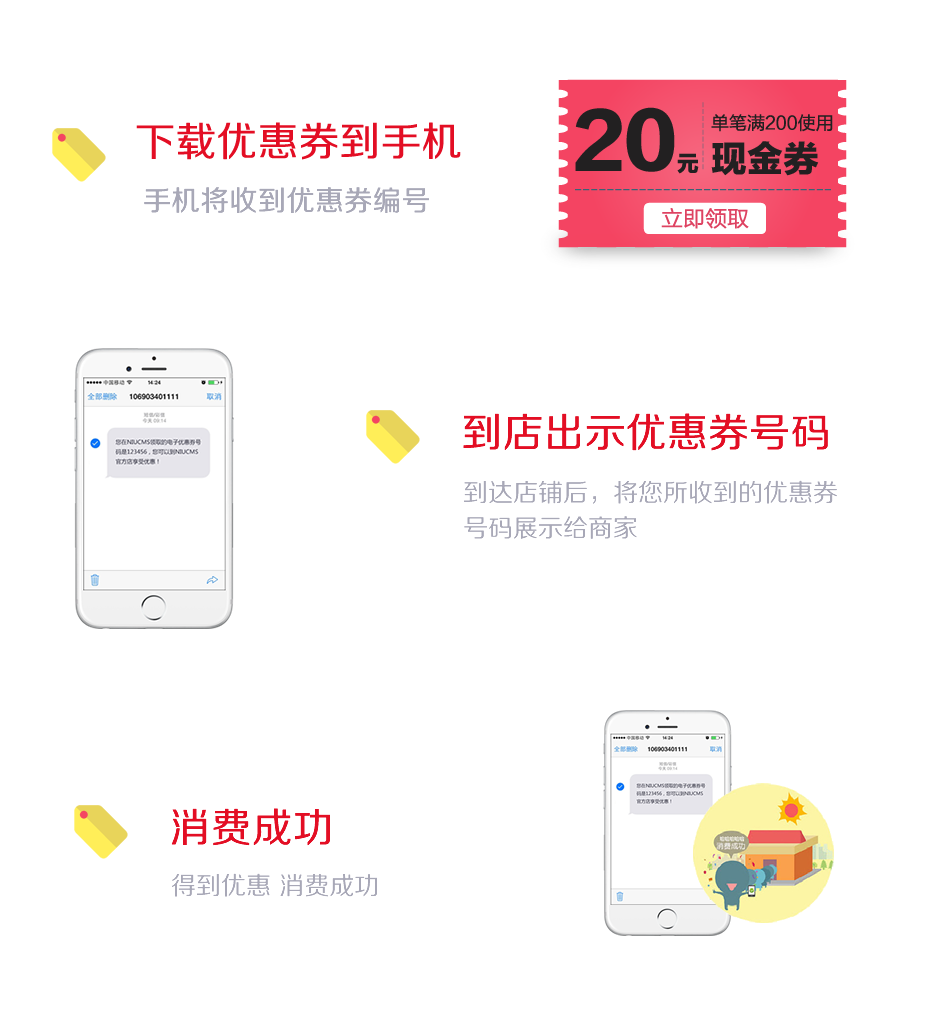 下载优惠券到手机
手机将收到优惠券编号
20元
单笔满200使用
现金券
立即领取
中国移动 14:24
全部删除 106903401111 取消
短信/彩信
今天 09:14
您在NIUCMS领取的电子优惠券号
码是123456，您可以到NIUCMS
官方店享受优惠！
到店出示优惠券号码
到达店铺后，将您所收到的优惠券
号码展示给商家
消费成功
得到优惠 消费成功
中国移动 14:24
全部删除 106903401111 取消
短信/彩信
今天 09:14
您在NIUCMS领取的电子优惠券号
码是123456，您可以到NIUCMS
官方店享受优惠！
消费成功